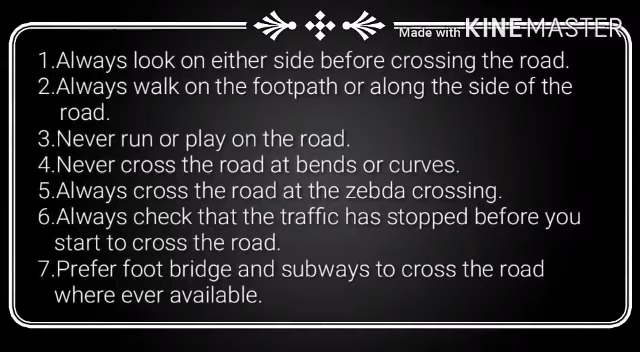 Made with KINEMASTER
1.Always look on either side before crossing the road.
2.Always walk on the footpath or along the side of the
road.
3.Never run or play on the road.
4.Never cross the road at bends or curves.
5.Always cross the road at the zebda crossing.
6.Always check that the traffic has stopped before you
start to cross the road.
7.Prefer foot bridge and subways to cross the road
where ever available.